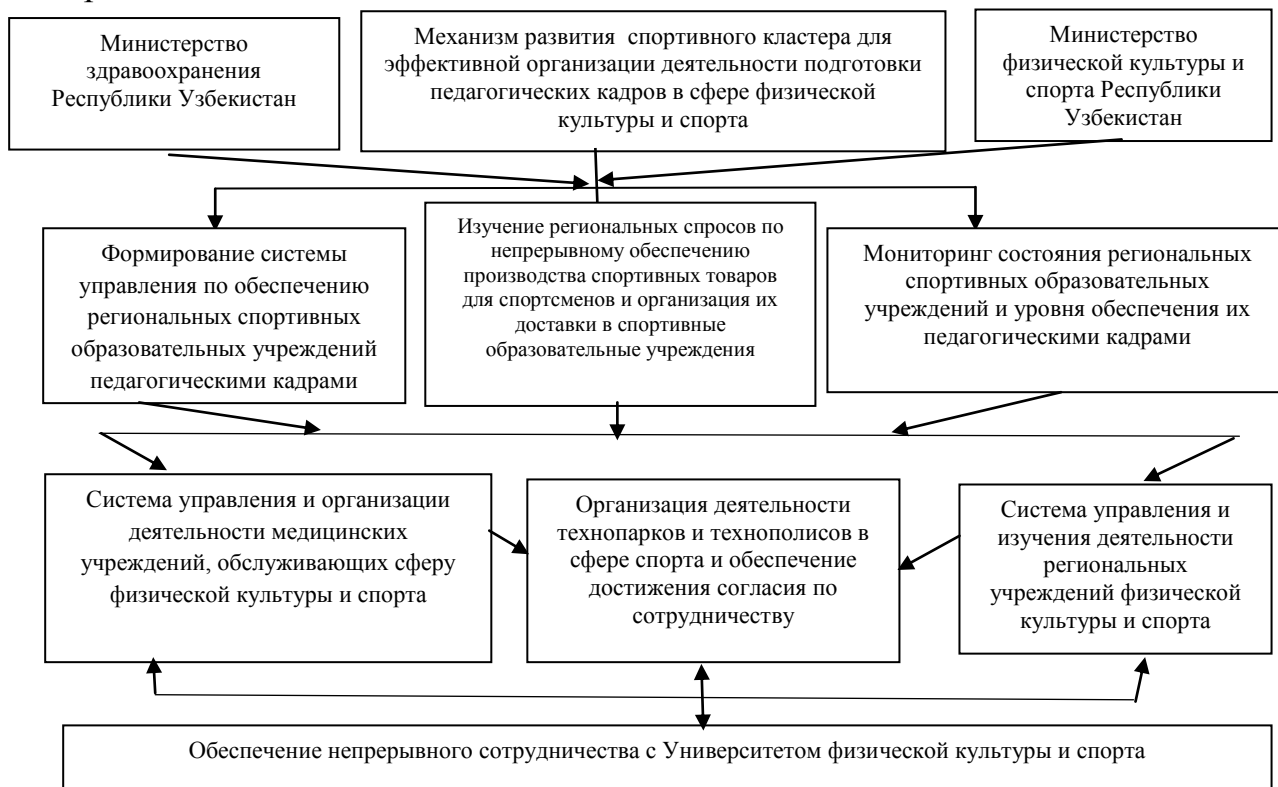 Министерство
здравоохранения
Республики Узбекистан
Механизм развития спортивного кластера для
эффективной организации деятельности подготовки
педагогических кадров в сфере физической
культуры и спорта
Министерство
физической культуры и
спорта Республики
Узбекистан
Формирование системы
управления по обеспечению
региональных спортивных
образовательных учреждений
педагогическими кадрами
Изучение региональных спросов по
непрерывному обеспечению
производства спортивных товаров
для спортсменов и организация их
доставки в спортивные
образовательные учреждения
Мониторинг состояния региональных
спортивных образовательных
учреждений и уровня обеспечения их
педагогическими кадрами
Система управления и организации
деятельности медицинских
учреждений, обслуживающих сферу
физической культуры и спорта
Организация деятельности
технопарков и технополисов в
сфере спорта и обеспечение
достижения согласия по
сотрудничеству
Система управления и
изучения деятельности
региональных
учреждений физической
культуры и спорта
Обеспечение непрерывного сотрудничества с Университетом физической культуры и спорта